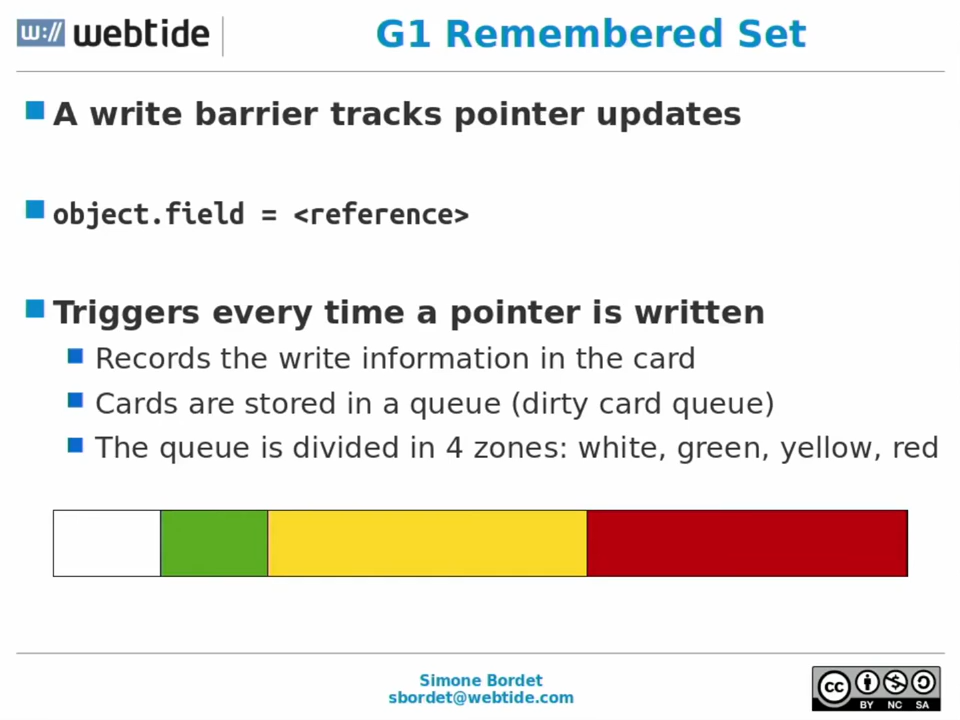 w:// webtide
G1 Remembered Set
A write barrier tracks pointer updates
object.field = <reference>
Triggers every time a pointer is written
Records the write information in the card
Cards are stored in a queue (dirty card queue)
The queue is divided in 4 zones: white, green, yellow, red
Simone Bordet
sbordet@webtide.com
cc
BY NC SA